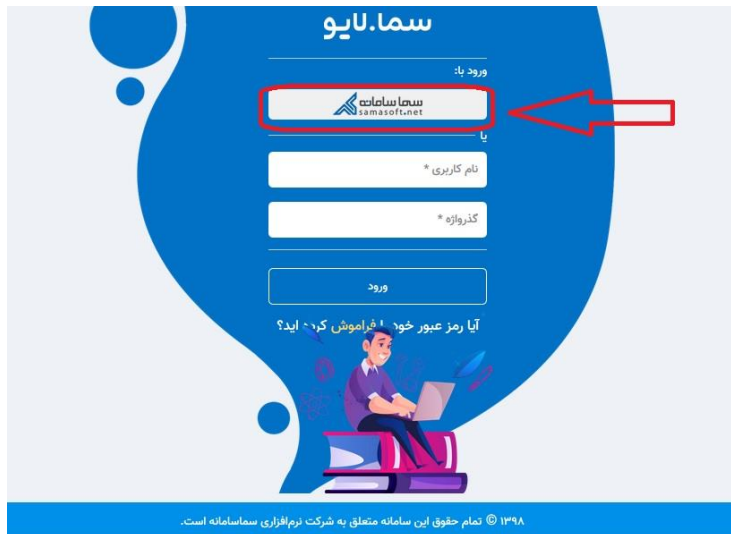 سما.لایو
ورود با:
سما سامانه
samasoft.net
یا
نام کاربری *
گذرواژه *
ورود
آیا رمز عبور خود را فراموش کرده اید؟
۱۳۹۸ © تمام حقوق این سامانه متعلق به شرکت نرم‌افزاری سماسامانه است.